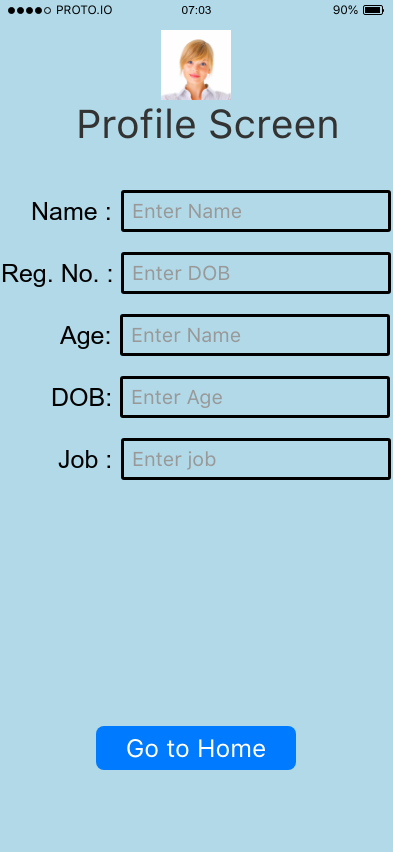 PROTO.IO 07:03 90%
Profile Screen
Name : Enter Name
Reg. No. : Enter DOB
Age: Enter Name
DOB: Enter Age
Job : Enter job
Go to Home